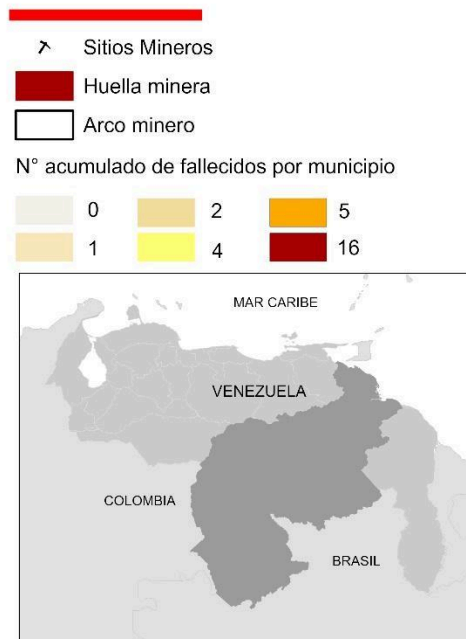 Sitios Mineros
Huella minera
Arco minero
N° acumulado de fallecidos por municipio
0 2 5
1 4 16
MAR CARIBE
VENEZUELA
COLOMBIA
BRASIL